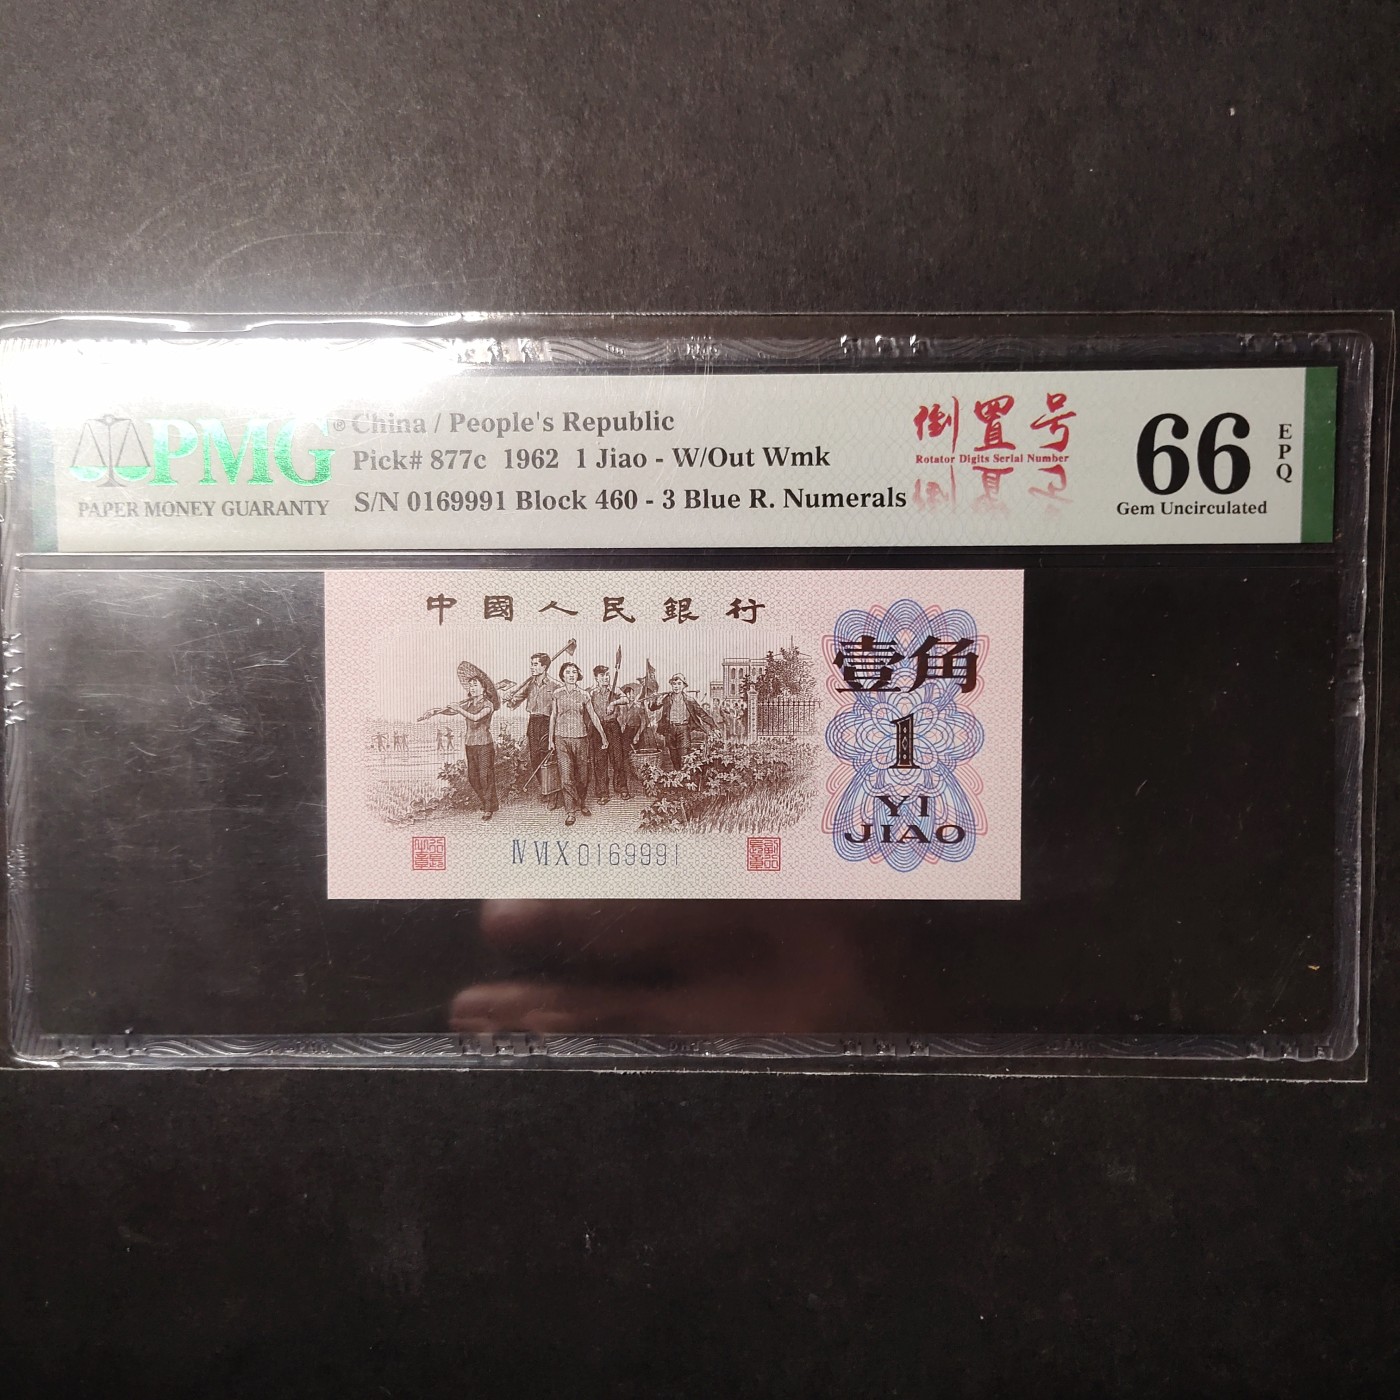 PMG®
PAPER MONEY GUARANTY
China / People's Republic
Pick# 877c 1962 1 Jiao - W/Out Wmk
S/N 0169991 Block 460 - 3 Blue R. Numerals
倒置号
Rotator Digits Serial Number
66
EPQ
Gem Uncirculated
中國人民銀行
壹角
1
YI
JIAO
ⅣⅥⅩ0169991